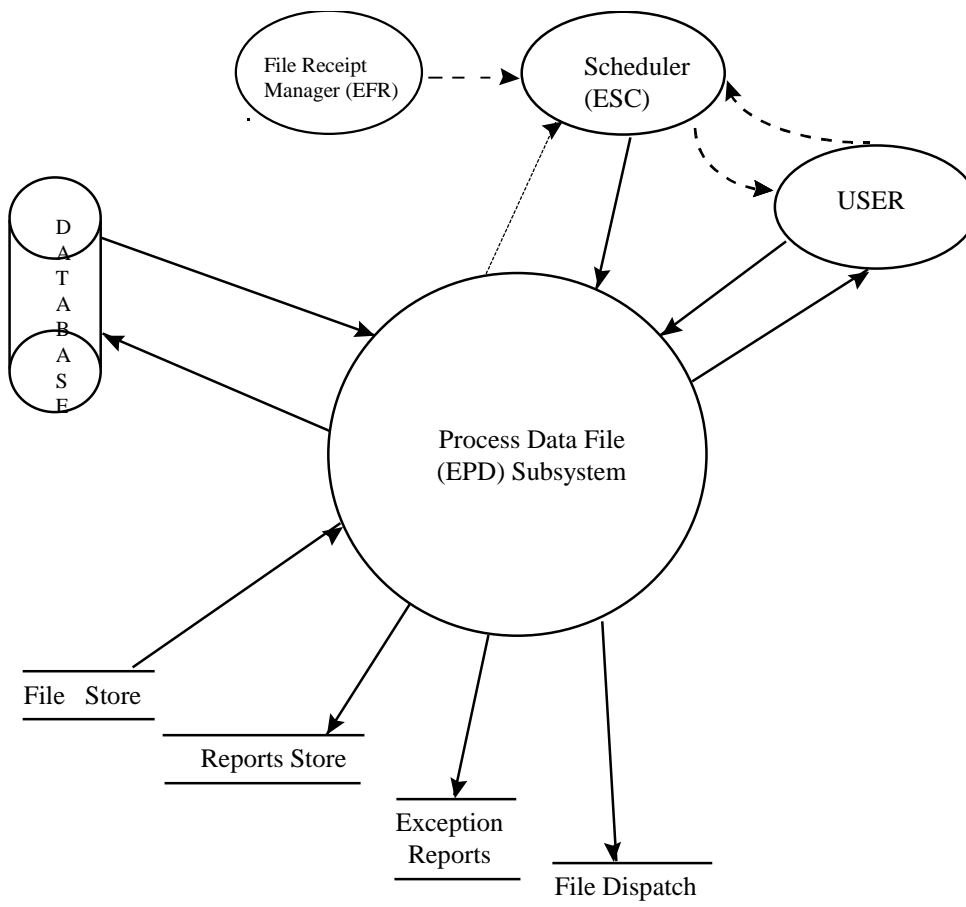 File Receipt
Manager (EFR)
Scheduler
(ESC)
USER
D
A
T
A
B
A
S
E
Process Data File
(EPD) Subsystem
File Store
Reports Store
Exception
Reports
File Dispatch